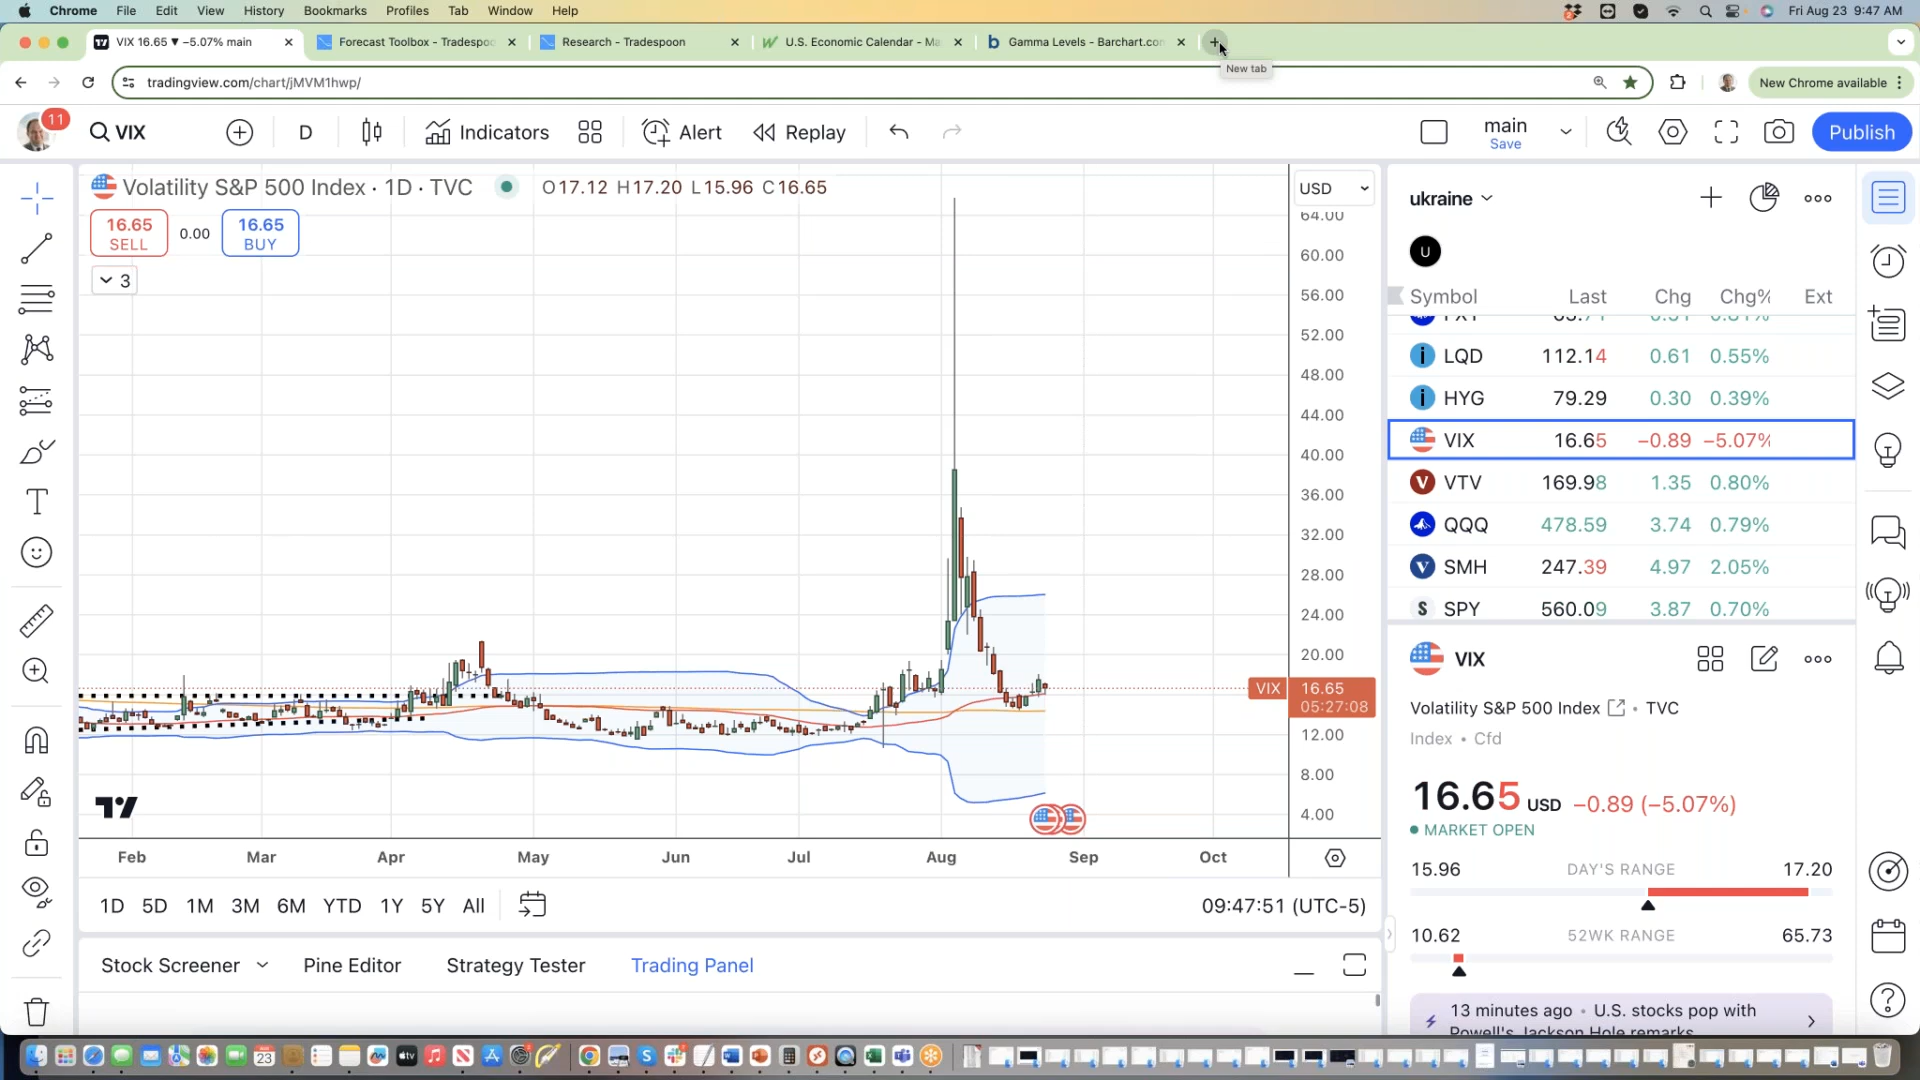 Chrome File Edit View History Bookmarks Profiles Tab Window Help Fri Aug 23 9:47 AM
VIX 16.65 ▼ −5.07% main Forecast Toolbox - Tradespoo Research - Tradespoon U.S. Economic Calendar - Ma Gamma Levels - Barchart.com
New tab
tradingview.com/chart/jMVM1hwp/ New Chrome available
11
VIX D Indicators Alert Replay main Publish
Save
Volatility S&P 500 Index · 1D · TVC O17.12 H17.20 L15.96 C16.65
16.65 SELL 0.00 16.65 BUY
3
USD
64.00
60.00
56.00
52.00
48.00
44.00
40.00
36.00
32.00
28.00
24.00
20.00
VIX 16.65
05:27:08
12.00
8.00
4.00
Feb Mar Apr May Jun Jul Aug Sep Oct
1D 5D 1M 3M 6M YTD 1Y 5Y All 09:47:51 (UTC-5)
Stock Screener Pine Editor Strategy Tester Trading Panel
ukraine
U
Symbol Last Chg Chg% Ext
LQD 112.14 0.61 0.55%
HYG 79.29 0.30 0.39%
VIX 16.65 −0.89 −5.07%
VTV 169.98 1.35 0.80%
QQQ 478.59 3.74 0.79%
SMH 247.39 4.97 2.05%
S SPY 560.09 3.87 0.70%
VIX
Volatility S&P 500 Index • TVC
Index • Cfd
16.65 USD −0.89 (−5.07%)
MARKET OPEN
15.96 DAY'S RANGE 17.20
10.62 52WK RANGE 65.73
13 minutes ago • U.S. stocks pop with
Powell's Jackson Hole remarks